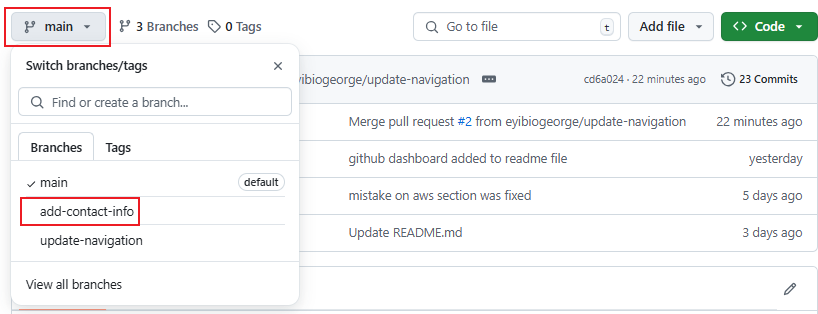 main
3 Branches
0 Tags
Go to file
t
Add file
<> Code
Switch branches/tags
yibiogeorge/update-navigation
cd6a024 · 22 minutes ago
23 Commits
Find or create a branch...
Merge pull request #2 from eyibiogeorge/update-navigation
22 minutes ago
Branches
Tags
github dashboard added to readme file
yesterday
main
default
mistake on aws section was fixed
5 days ago
add-contact-info
Update README.md
3 days ago
update-navigation
View all branches